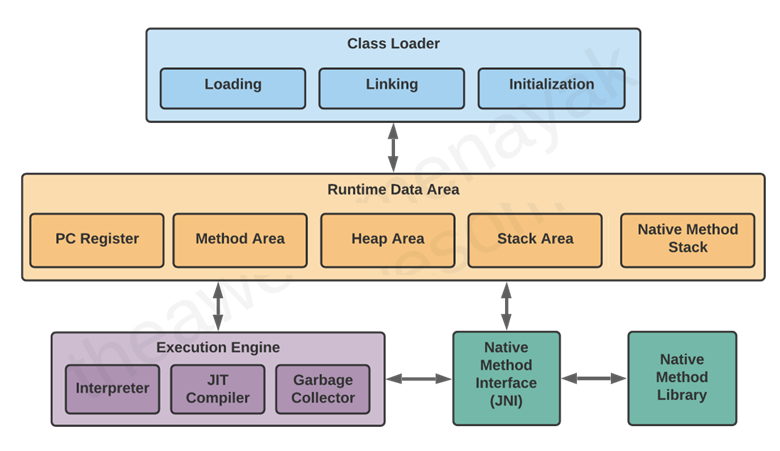 Class Loader
Loading
Linking
Initialization
Runtime Data Area
PC Register
Method Area
Heap Area
Stack Area
Native Method
Stack
Execution Engine
Interpreter
JIT
Compiler
Garbage
Collector
Native
Method
Interface
(JNI)
Native
Method
Library